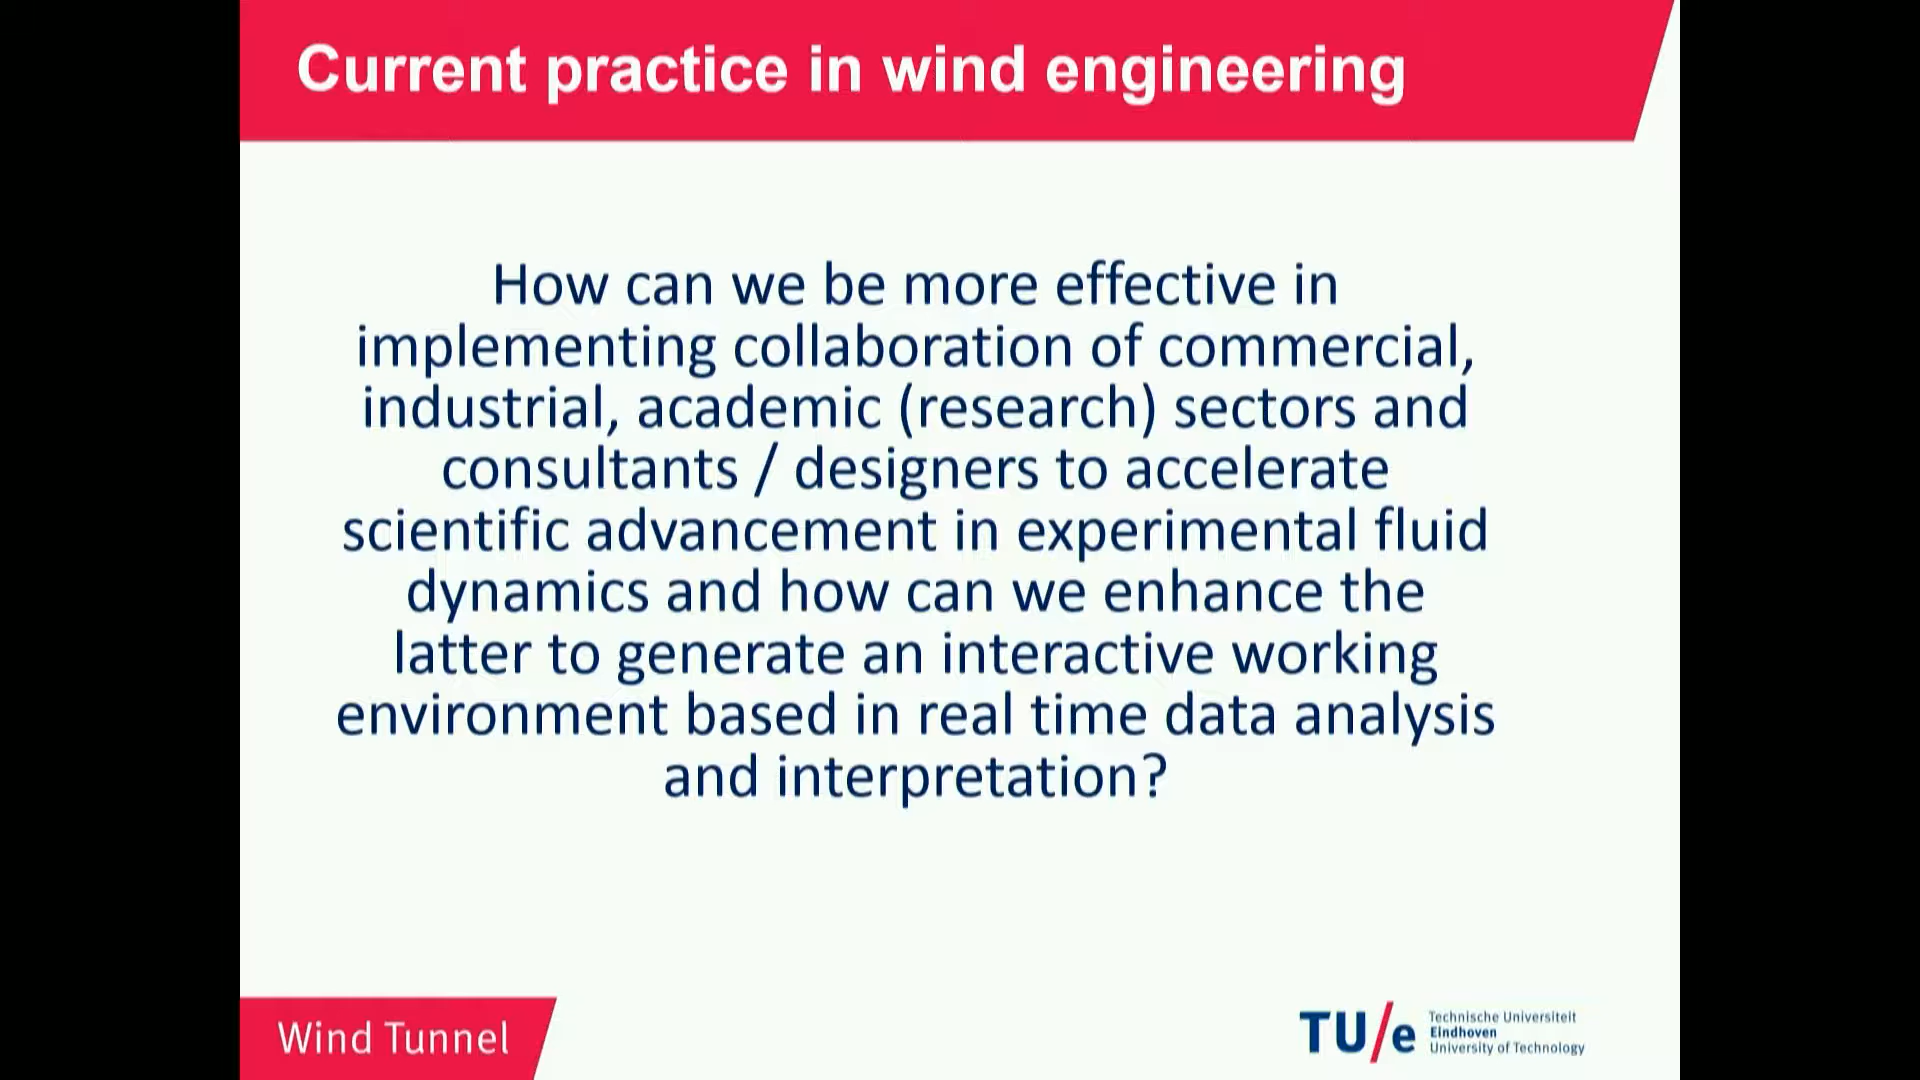 Current practice in wind engineering
How can we be more effective in
implementing collaboration of commercial,
industrial, academic (research) sectors and
consultants / designers to accelerate
scientific advancement in experimental fluid
dynamics and how can we enhance the
latter to generate an interactive working
environment based in real time data analysis
and interpretation?
Wind Tunnel
TU/e
Technische Universiteit
Eindhoven
University of Technology